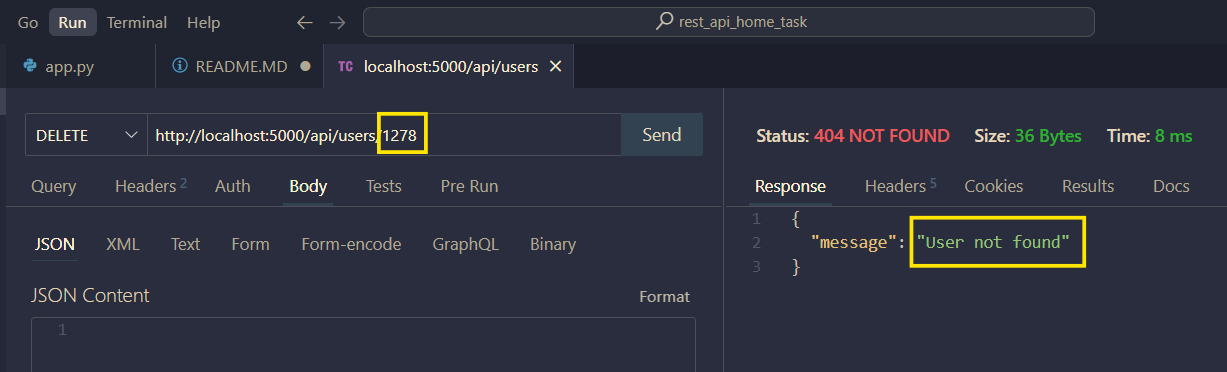 Go Run Terminal Help ← → rest_api_home_task
app.py README.MD TC localhost:5000/api/users
DELETE http://localhost:5000/api/users/1278 Send
Status: 404 NOT FOUND Size: 36 Bytes Time: 8 ms
Query Headers 2 Auth Body Tests Pre Run
Response Headers 5 Cookies Results Docs
JSON XML Text Form Form-encode GraphQL Binary
JSON Content Format
1
1 {
2 "message": "User not found"
3 }